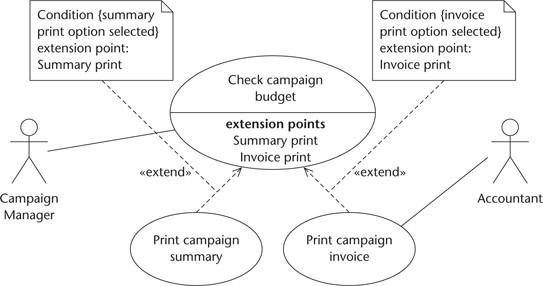 Condition {summary
print option selected}
extension point:
Summary print
Condition {invoice
print option selected}
extension point:
Invoice print
Check campaign
budget
extension points
Summary print
Invoice print
«extend»
«extend»
Campaign
Manager
Accountant
Print campaign
summary
Print campaign
invoice